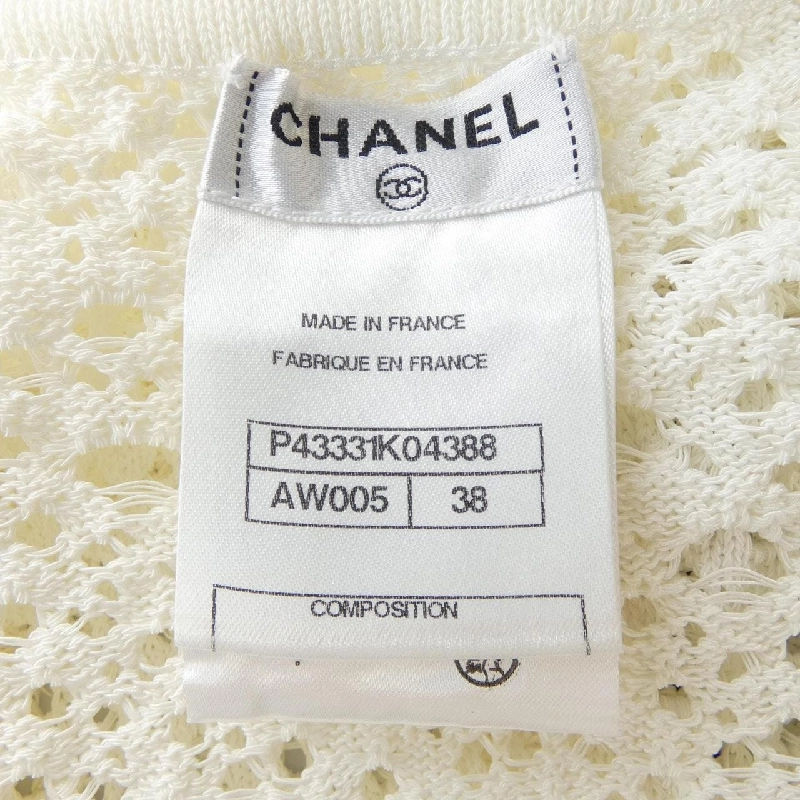 CHANEL
MADE IN FRANCE
FABRIQUE EN FRANCE
P43331K04388
AW005 38
COMPOSITION